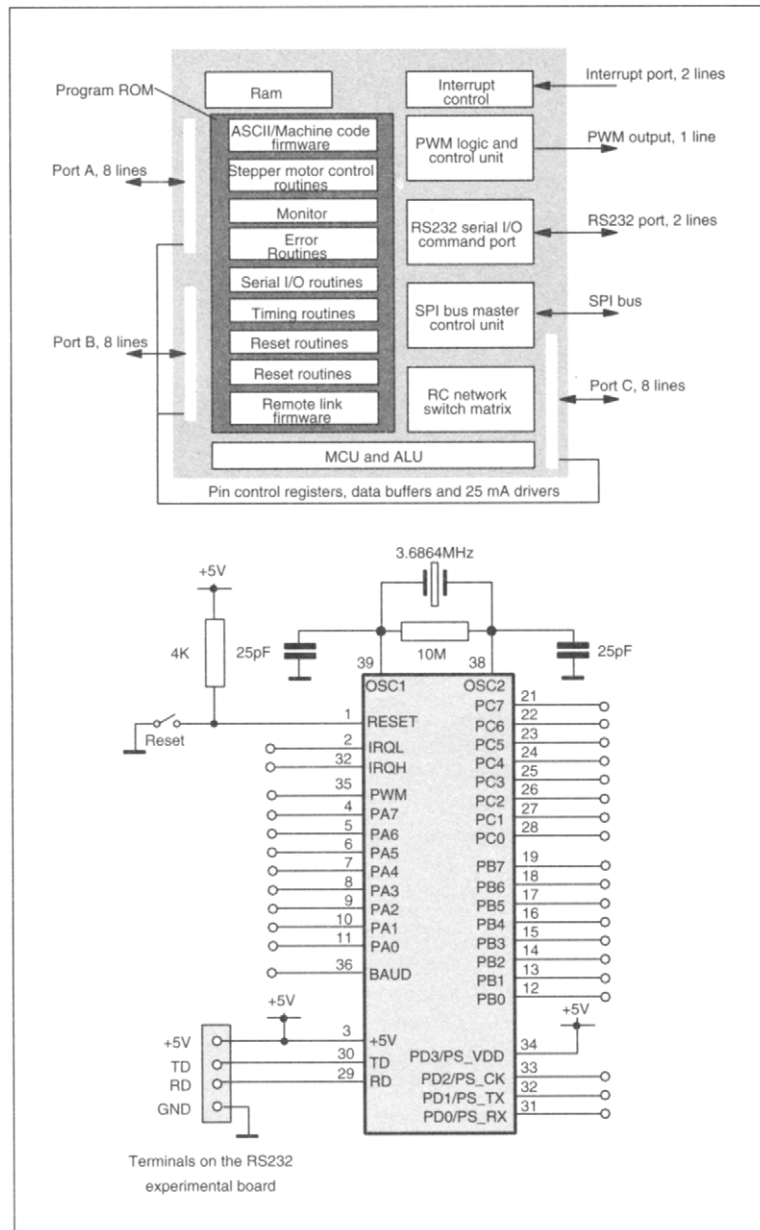 Ram
Interrupt
control
Interrupt port, 2 lines
Program ROM
ASCII/Machine code
firmware
PWM logic and
control unit
PWM output, 1 line
Port A, 8 lines
Stepper motor control
routines
Monitor
Error
Routines
RS232 serial I/O
command port
RS232 port, 2 lines
Serial I/O routines
Timing routines
SPI bus master
control unit
SPI bus
Port B, 8 lines
Reset routines
Reset routines
Remote link
firmware
RC network
switch matrix
Port C, 8 lines
MCU and ALU
Pin control registers, data buffers and 25 mA drivers
3.6864MHz
+5V
4K
25pF
10M
25pF
39
38
OSC1
OSC2
Reset
1
RESET
2
IRQL
32
IRQH
35
PWM
4
PA7
5
PA6
6
PA5
7
PA4
8
PA3
9
PA2
10
PA1
11
PA0
36
BAUD
21
PC7
22
PC6
23
PC5
24
PC4
25
PC3
26
PC2
27
PC1
28
PC0
19
PB7
18
PB6
17
PB5
16
PB4
15
PB3
14
PB2
13
PB1
12
PB0
+5V
+5V
+5V
3
+5V
TD
30
TD
RD
29
RD
GND
34
PD3/PS_VDD
33
PD2/PS_CK
32
PD1/PS_TX
31
PD0/PS_RX
Terminals on the RS232
experimental board